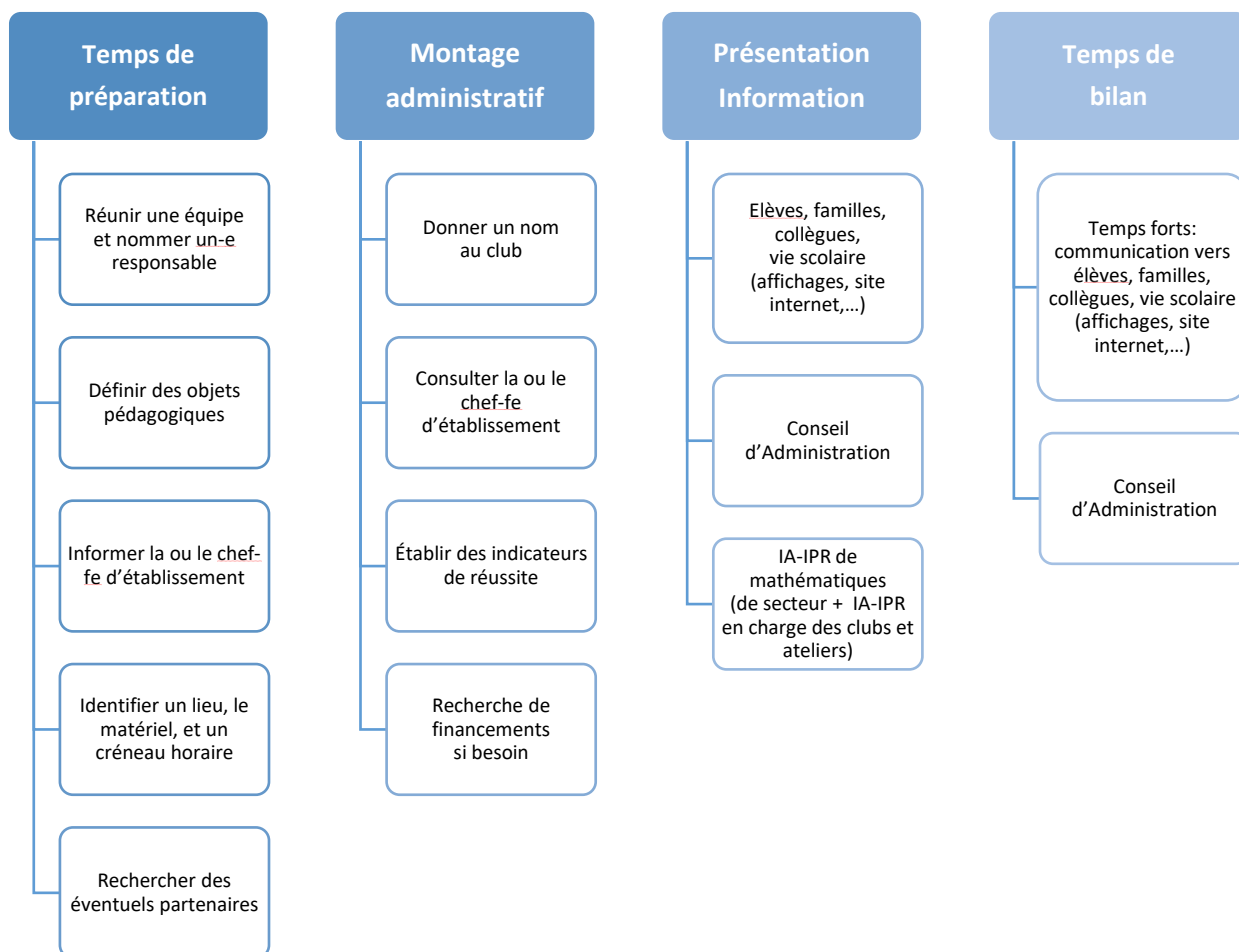 Temps de
préparation
Réunir une équipe
et nommer un-e
responsable
Définir des objets
pédagogiques
Informer la ou le chef-
fe d’établissement
Identifier un lieu, le
matériel, et un
créneau horaire
Rechercher des
éventuels partenaires
Montage
administratif
Donner un nom
au club
Consulter la ou le
chef-fe
d’établissement
Établir des indicateurs
de réussite
Recherche de
financements
si besoin
Présentation
Information
Elèves, familles,
collègues,
vie scolaire
(affichages, site
internet,…)
Conseil
d’Administration
IA-IPR de
mathématiques
(de secteur + IA-IPR
en charge des clubs et
ateliers)
Temps de
bilan
Temps forts:
communication vers
élèves, familles,
collègues, vie scolaire
(affichages, site
internet,…)
Conseil
d’Administration